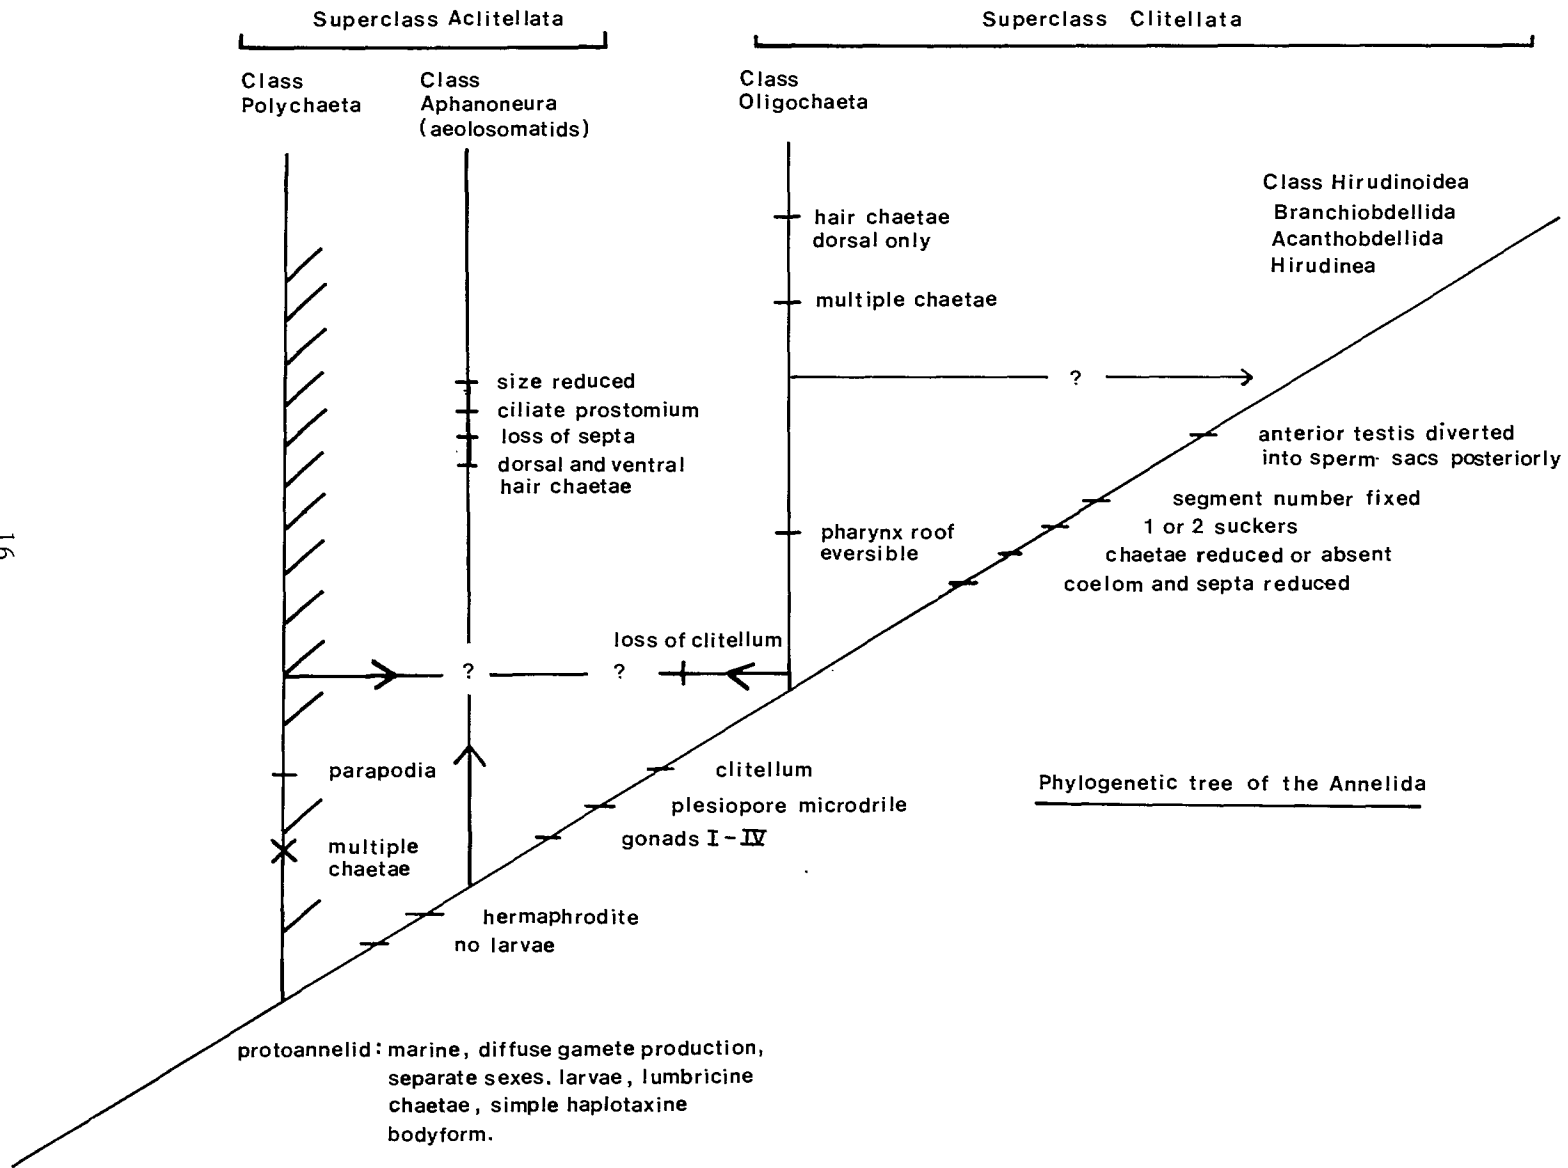 Superclass Aclitellata
Superclass Clitellata
Class
Polychaeta
Class
Aphanoneura
(aeolosomatids)
Class
Oligochaeta
Class Hirudinoidea
Branchiobdellida
Acanthobdellida
Hirudinea
hair chaetae
dorsal only
multiple chaetae
?
size reduced
ciliate prostomium
loss of septa
dorsal and ventral
hair chaetae
anterior testis diverted
into sperm sacs posteriorly
segment number fixed
1 or 2 suckers
chaetae reduced or absent
coelom and septa reduced
pharynx roof
eversible
16
loss of clitellum
?
?
parapodia
multiple
chaetae
clitellum
plesiopore microdrile
gonads I-IV
Phylogenetic tree of the Annelida
hermaphrodite
no larvae
protoannelid: marine, diffuse gamete production,
separate sexes. larvae, lumbricine
chaetae, simple haplotaxine
bodyform.